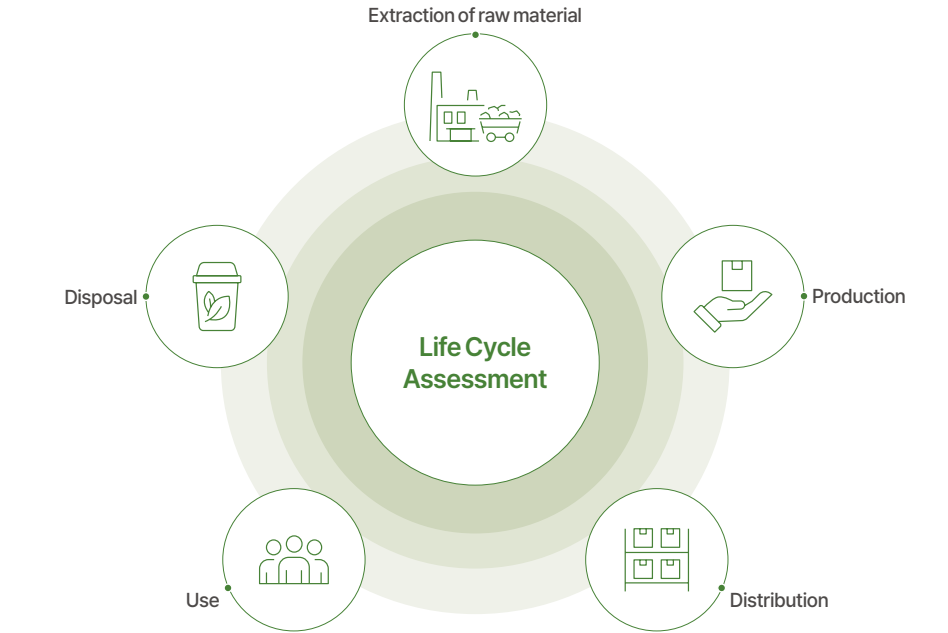 Extraction of raw material
Disposal
Production
Life Cycle
Assessment
Use
Distribution